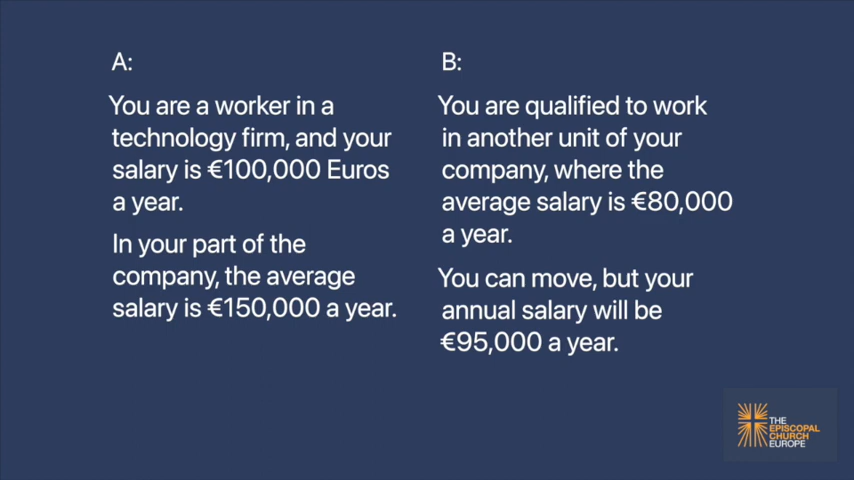 A:
You are a worker in a
technology firm, and your
salary is €100,000 Euros
a year.
In your part of the
company, the average
salary is €150,000 a year.
B:
You are qualified to work
in another unit of your
company, where the
average salary is €80,000
a year.
You can move, but your
annual salary will be
€95,000 a year.
THE
EPISCOPAL
CHURCH
EUROPE